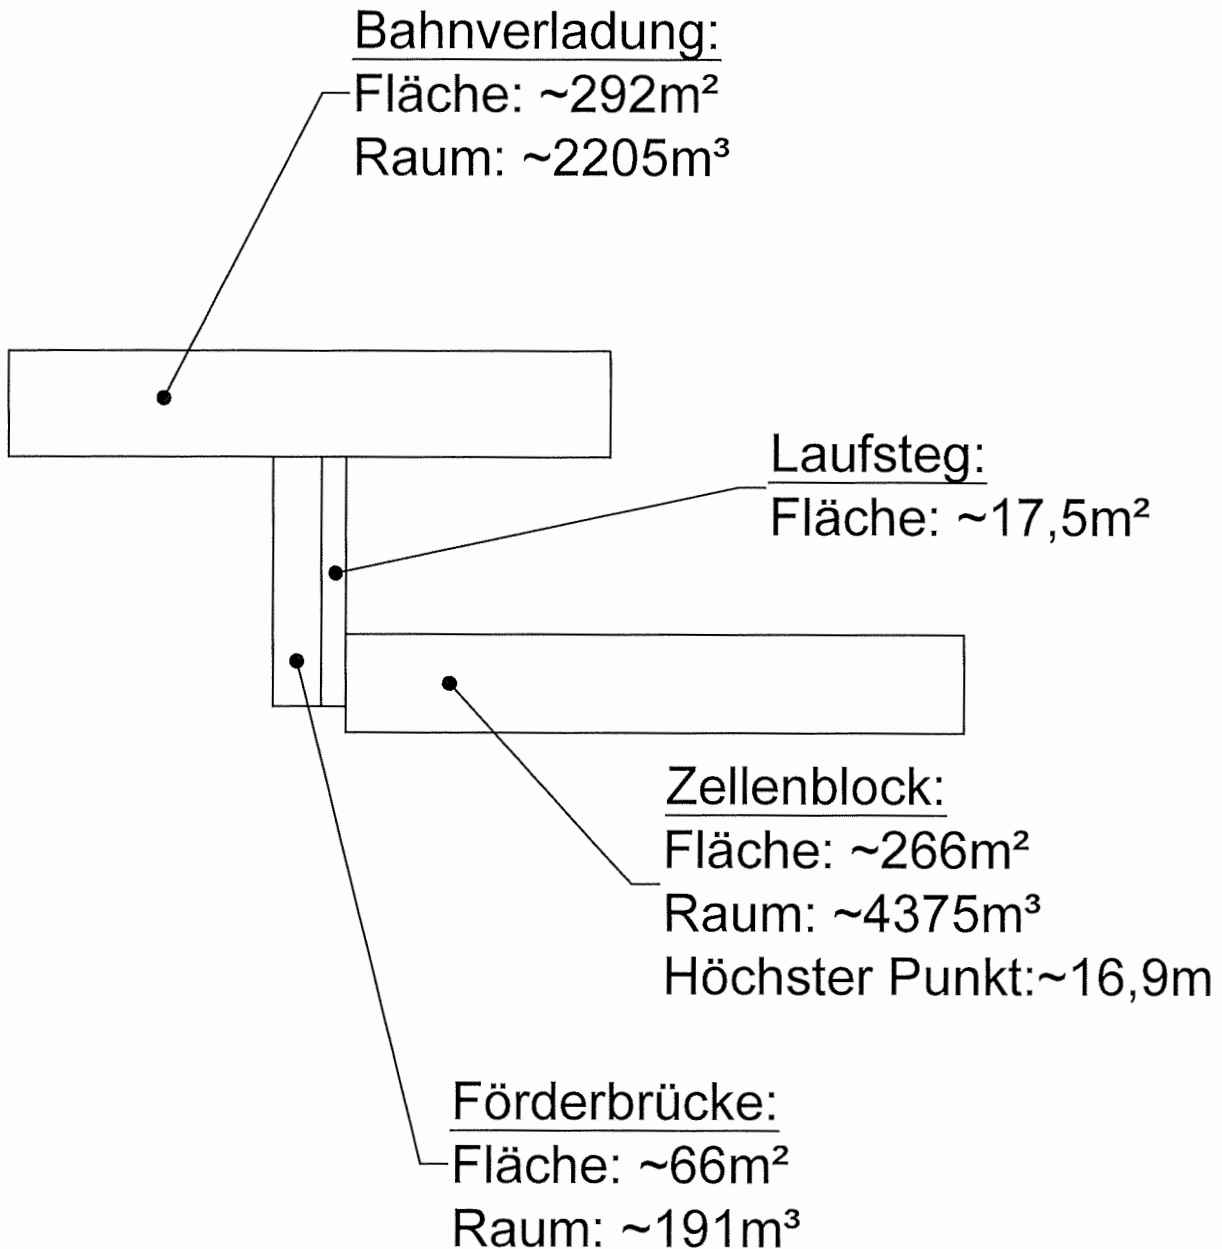 Bahnverladung:
Fläche: ~292m²
Raum: ~2205m³
Laufsteg:
Fläche: ~17,5m²
Zellenblock:
Fläche: ~266m²
Raum: ~4375m³
Höchster Punkt:~16,9m
Förderbrücke:
Fläche: ~66m²
Raum: ~191m³